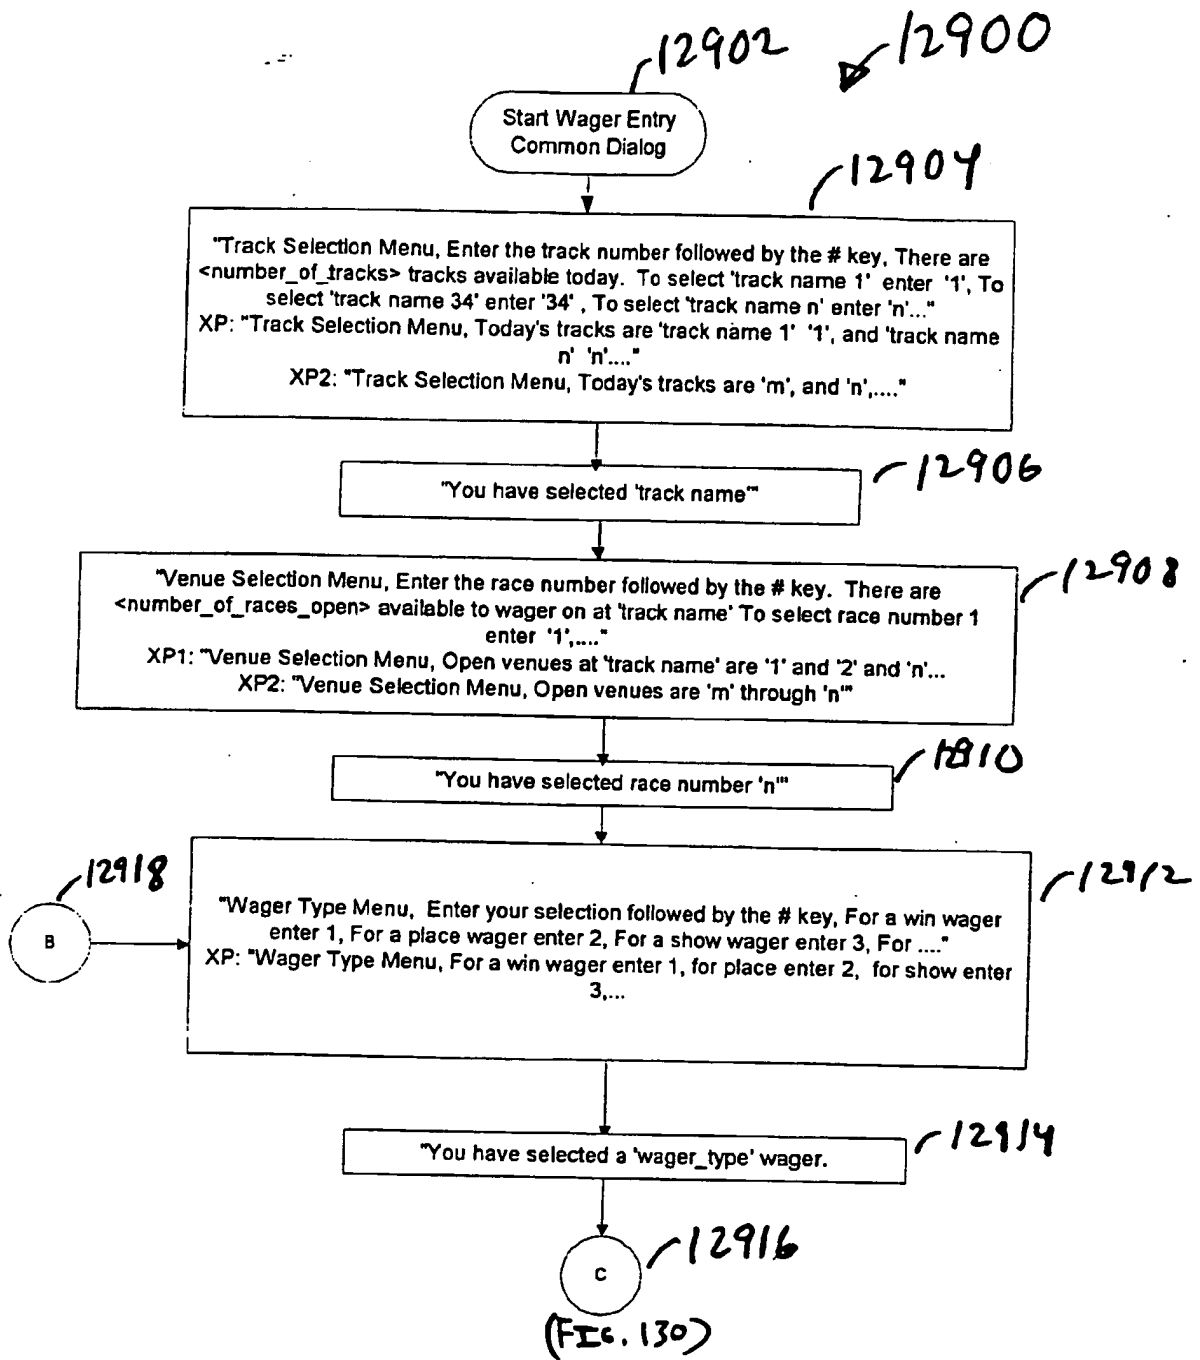 12902
12900
Start Wager Entry
Common Dialog
12904
"Track Selection Menu, Enter the track number followed by the # key, There are
<number_of_tracks> tracks available today. To select 'track name 1' enter '1', To
select 'track name 34' enter '34' , To select 'track name n' enter 'n'..."
XP: "Track Selection Menu, Today's tracks are 'track name 1' '1', and 'track name
n' 'n'...."
XP2: "Track Selection Menu, Today's tracks are 'm', and 'n',...."
12906
"You have selected 'track name'"
12908
"Venue Selection Menu, Enter the race number followed by the # key. There are
<number_of_races_open> available to wager on at 'track name' To select race number 1
enter '1',...."
XP1: "Venue Selection Menu, Open venues at 'track name' are '1' and '2' and 'n'...
XP2: "Venue Selection Menu, Open venues are 'm' through 'n'"
12910
"You have selected race number 'n'"
12918
12912
B
"Wager Type Menu, Enter your selection followed by the # key, For a win wager
enter 1, For a place wager enter 2, For a show wager enter 3, For ...."
XP: "Wager Type Menu, For a win wager enter 1, for place enter 2, for show enter
3,...
12914
"You have selected a 'wager_type' wager.
12916
C
(FIG. 130)